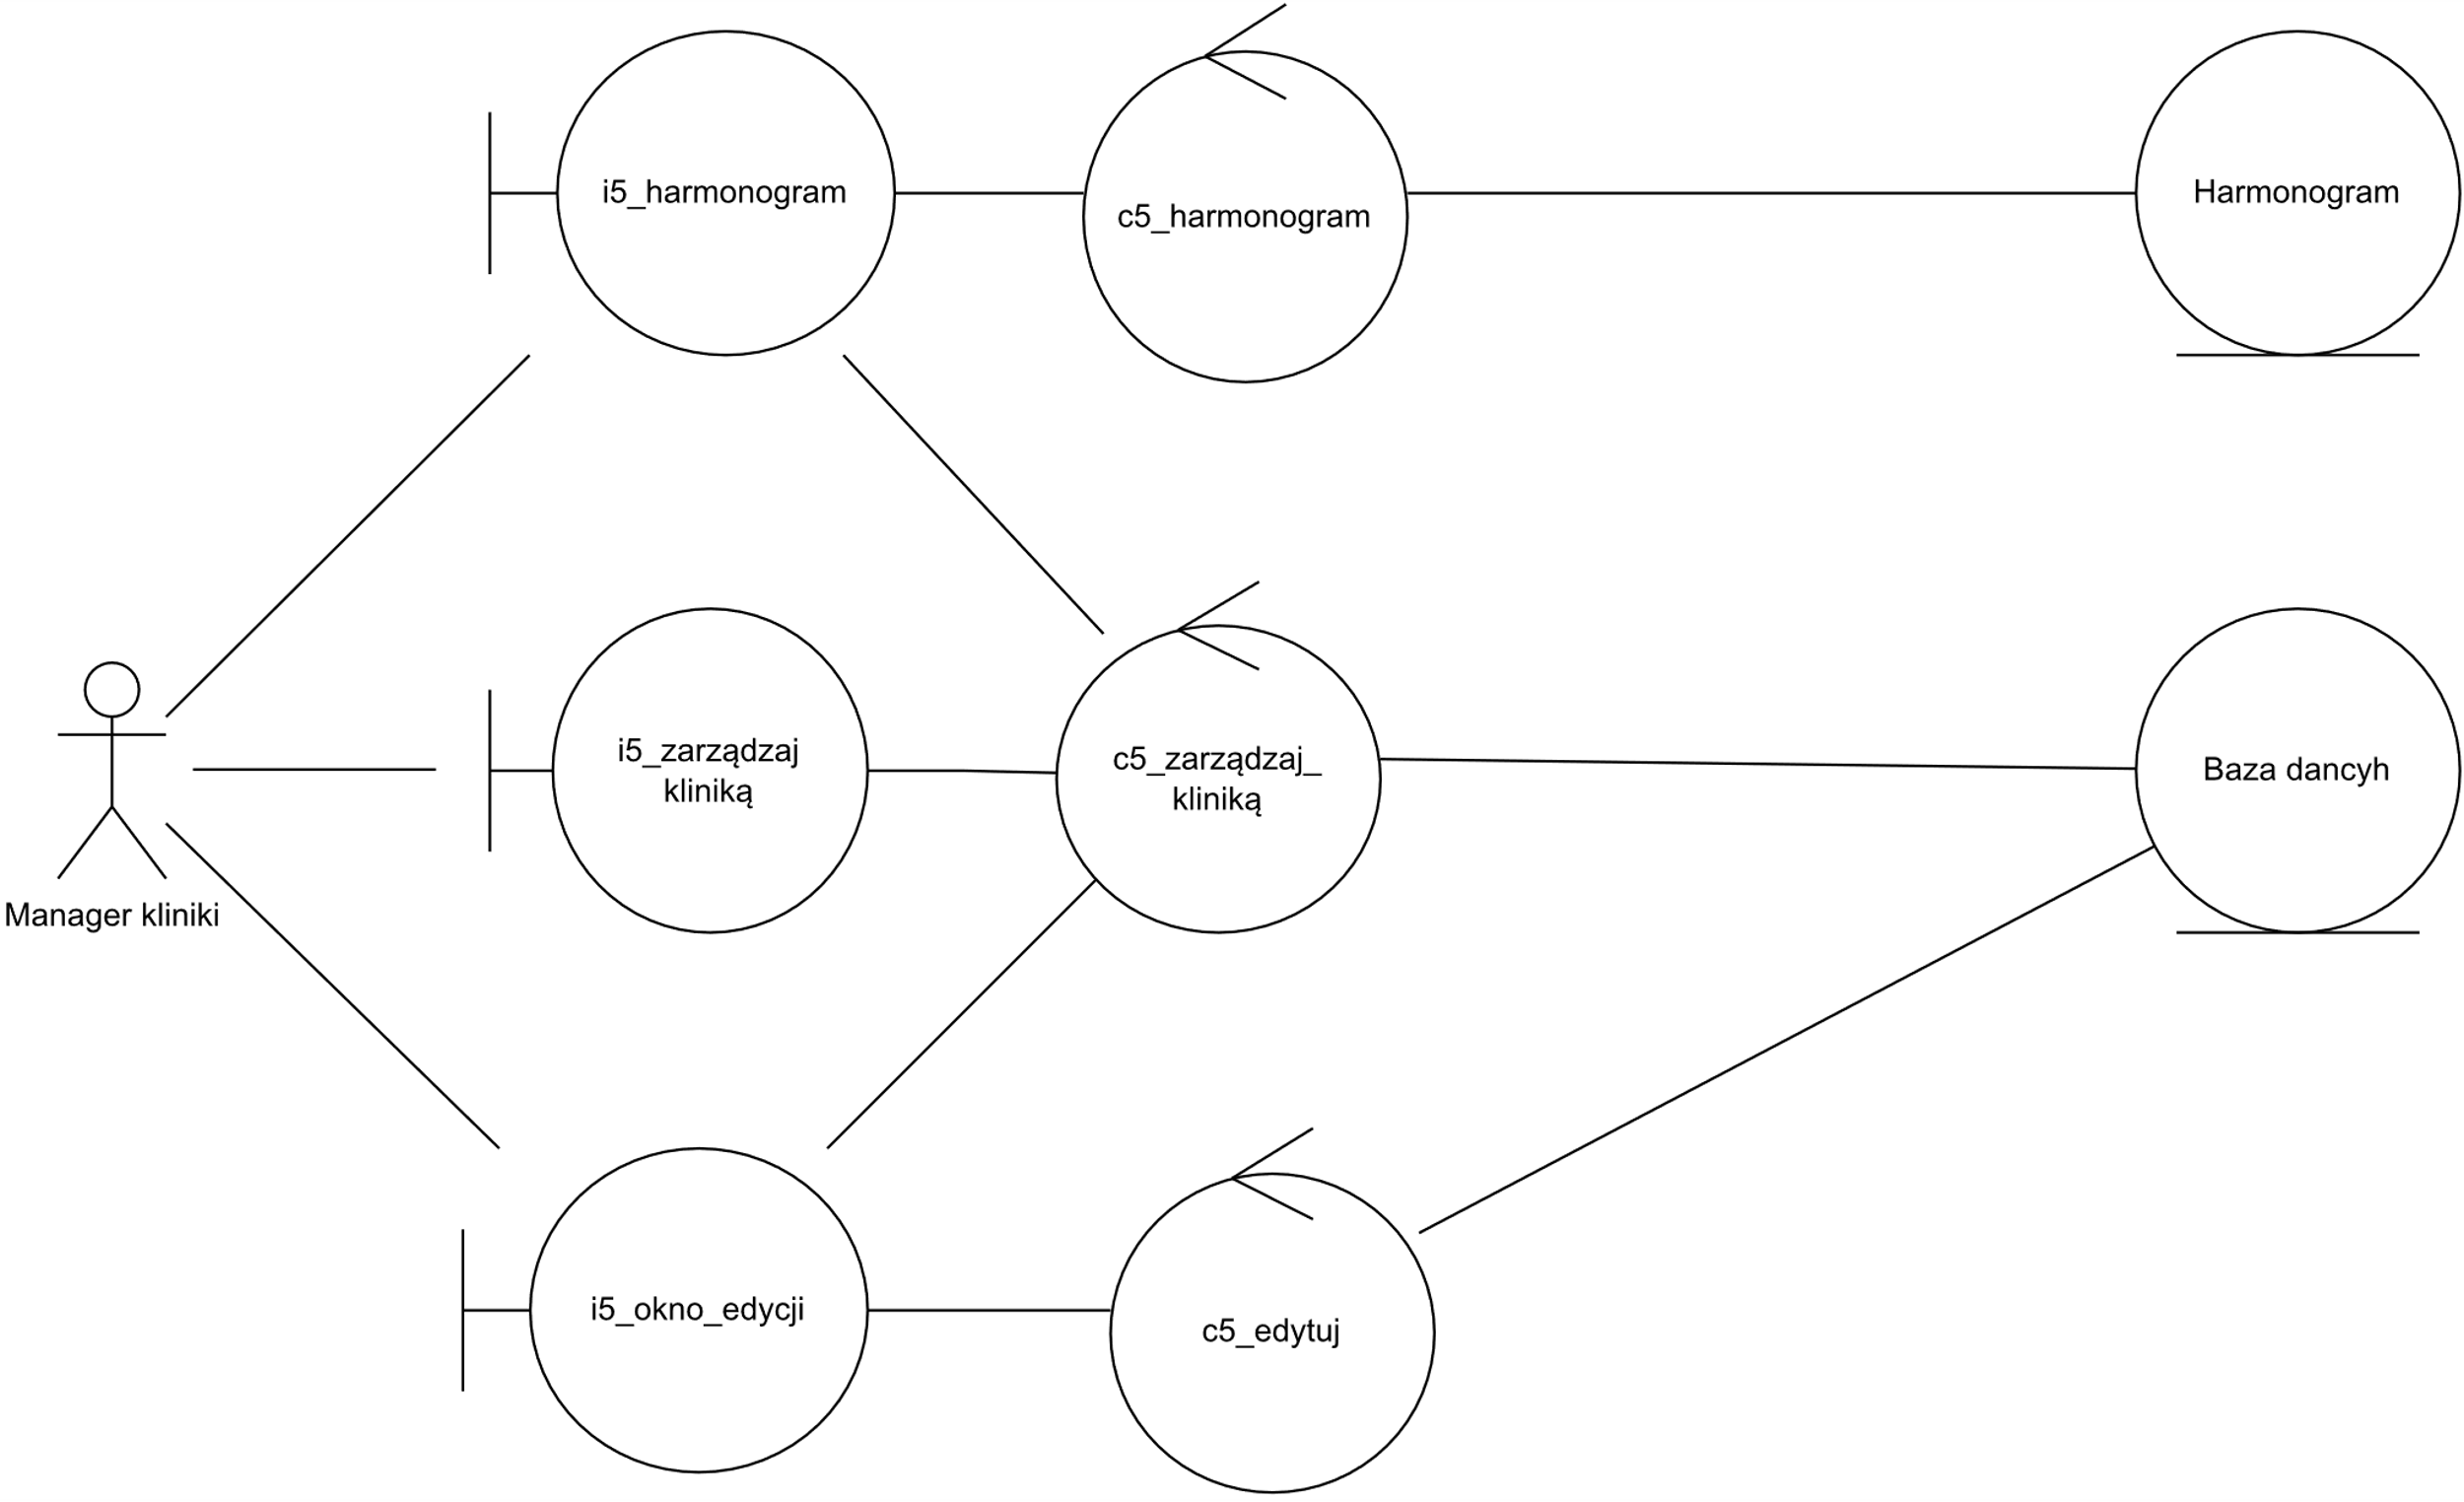 i5_harmonogram
c5_harmonogram
Harmonogram
i5_zarządzaj
kliniką
c5_zarządzaj_
kliniką
Baza dancyh
Manager kliniki
i5_okno_edycji
c5_edytuj